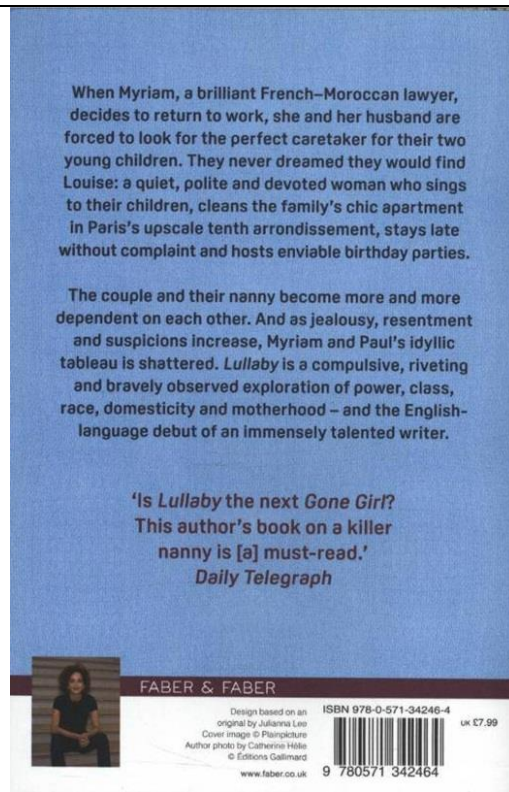 When Myriam, a brilliant French–Moroccan lawyer,
decides to return to work, she and her husband are
forced to look for the perfect caretaker for their two
young children. They never dreamed they would find
Louise: a quiet, polite and devoted woman who sings
to their children, cleans the family's chic apartment
in Paris's upscale tenth arrondissement, stays late
without complaint and hosts enviable birthday parties.
The couple and their nanny become more and more
dependent on each other. And as jealousy, resentment
and suspicions increase, Myriam and Paul's idyllic
tableau is shattered. Lullaby is a compulsive, riveting
and bravely observed exploration of power, class,
race, domesticity and motherhood – and the English-
language debut of an immensely talented writer.
'Is Lullaby the next Gone Girl?
This author's book on a killer
nanny is [a] must-read.'
Daily Telegraph
FABER & FABER
Design based on an
original by Julianna Lee
Cover image © Plainpicture
Author photo by Catherine Hélie
© Éditions Gallimard
www.faber.co.uk
ISBN 978-0-571-34246-4
UK £7.99
9 780571 342464